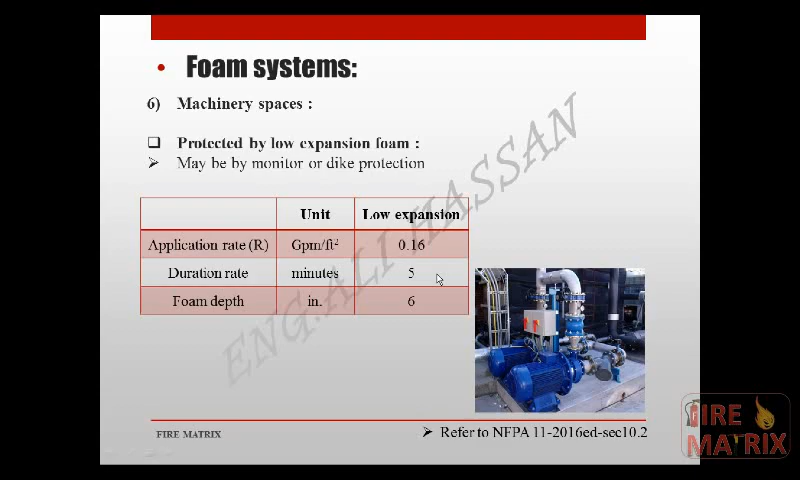 • Foam systems:
6) Machinery spaces :
❑ Protected by low expansion foam :
➢ May be by monitor or dike protection
Unit Low expansion
Application rate (R) Gpm/ft² 0.16
Duration rate minutes 5
Foam depth in. 6
ENG.ALI HASSAN
FIRE MATRIX
➢ Refer to NFPA 11-2016ed-sec10.2
FIRE
MATRIX